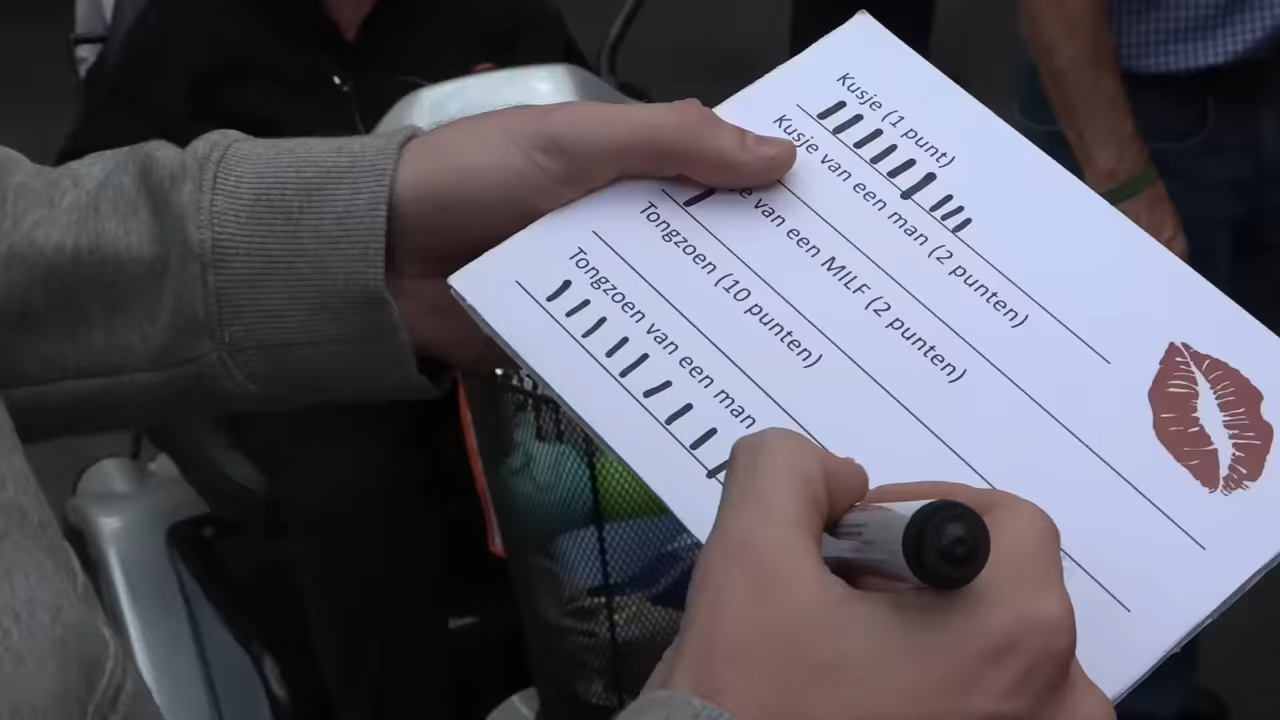 Kusje (1 punt)
Kusje van een man (2 punten)
van een MILF (2 punten)
Tongzoen (10 punten)
Tongzoen van een man